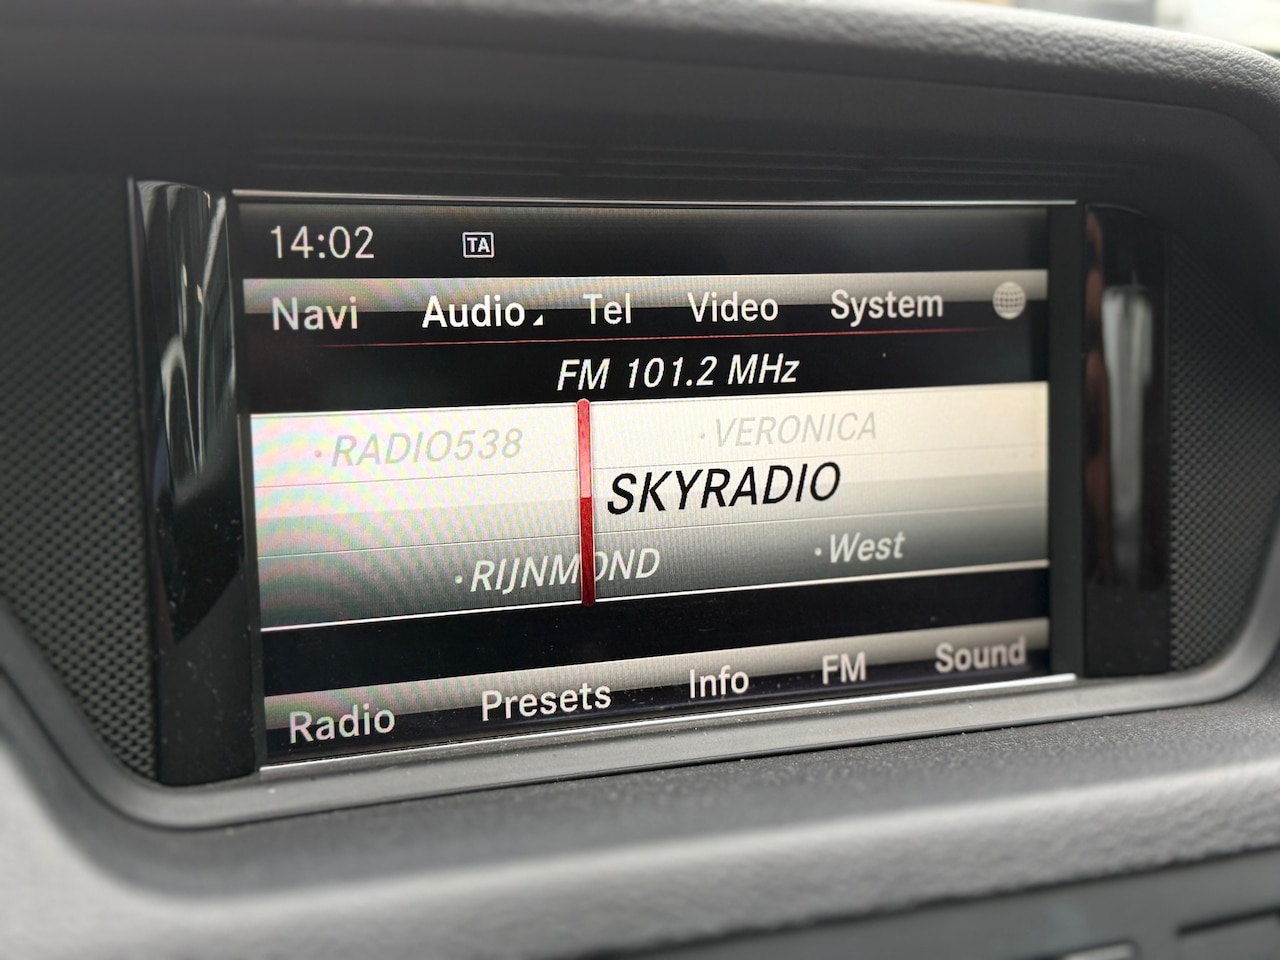 14:02 TA
Navi Audio Tel Video System
FM 101.2 MHz
·RADIO538 ·VERONICA
SKYRADIO
·RIJNMOND ·West
Radio Presets Info FM Sound